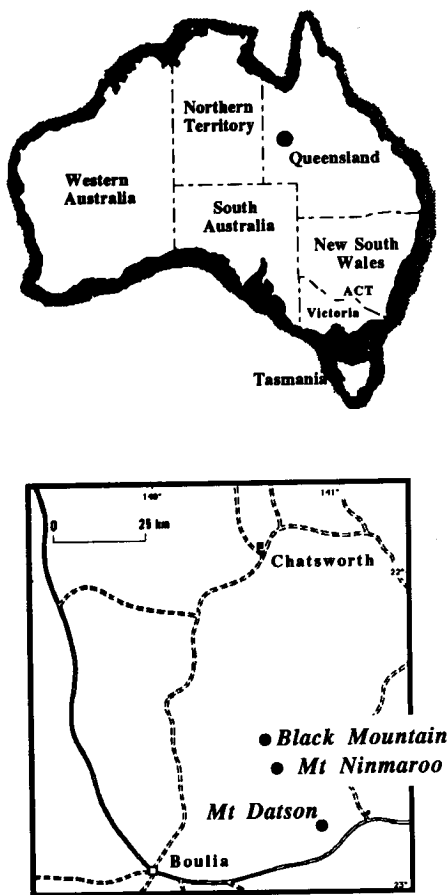 Northern
Territory
Queensland
Western
Australia
South
Australia
New South
Wales
ACT
Victoria
Tasmania
140°
141°
0
25 km
Chatsworth
22°
Black Mountain
Mt Ninmaroo
Mt Datson
Boulia
23°